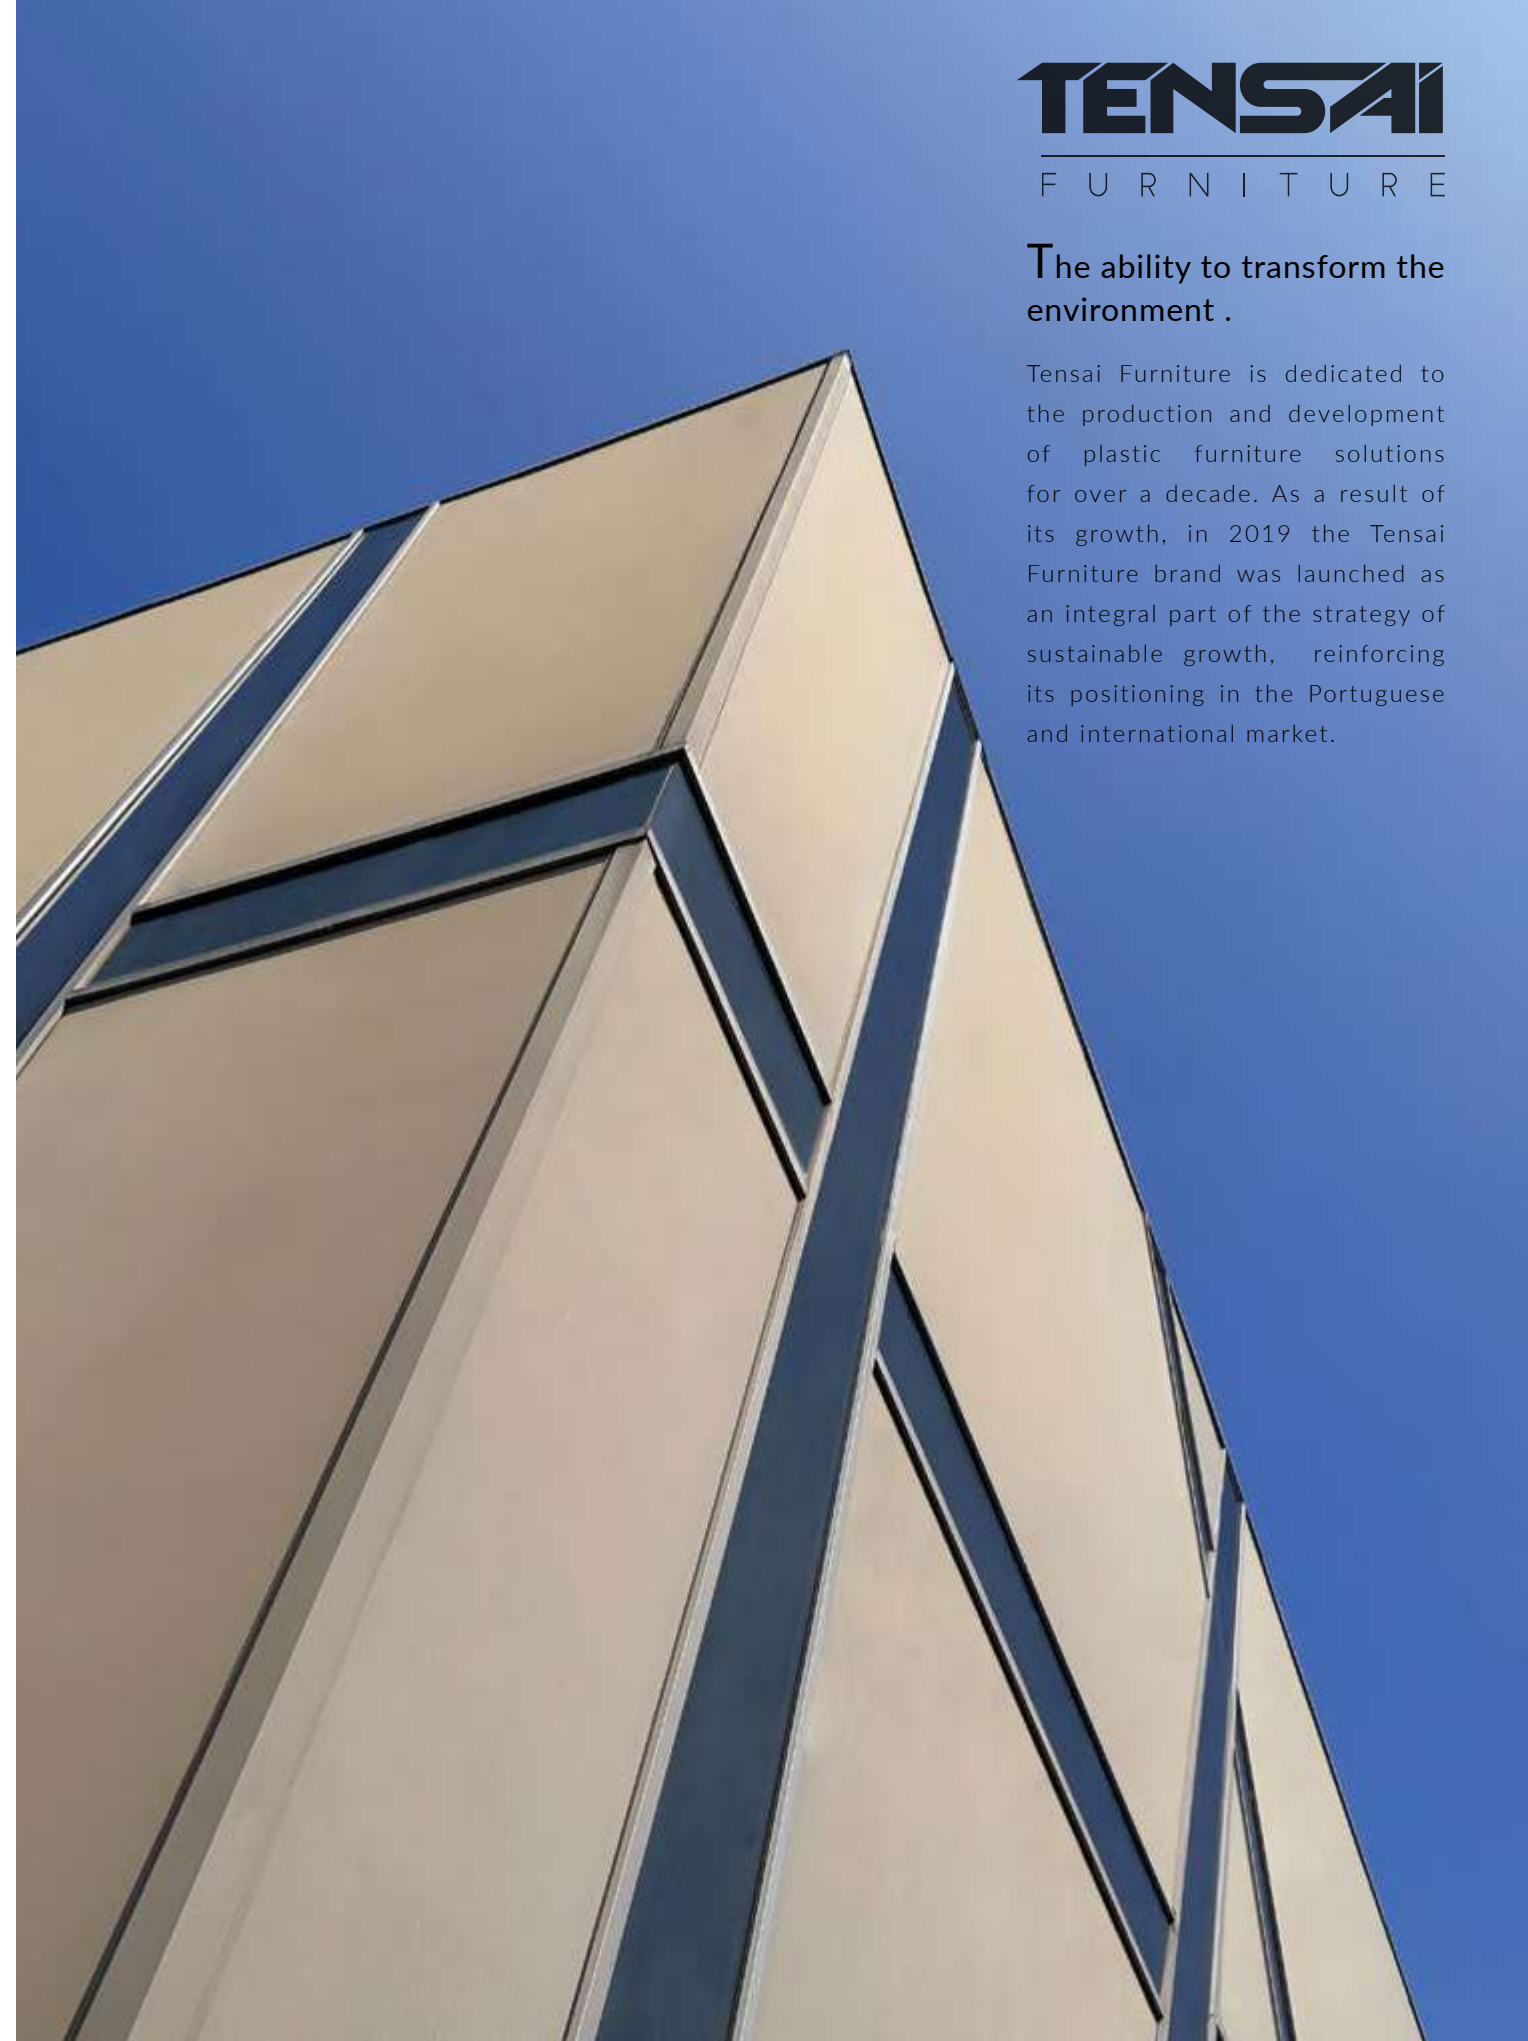 TENSAI
FURNITURE
The ability to transform the
environment .
Tensai Furniture is dedicated to
the production and development
of plastic furniture solutions
for over a decade. As a result of
its growth, in 2019 the Tensai
Furniture brand was launched as
an integral part of the strategy of
sustainable growth, reinforcing
its positioning in the Portuguese
and international market.